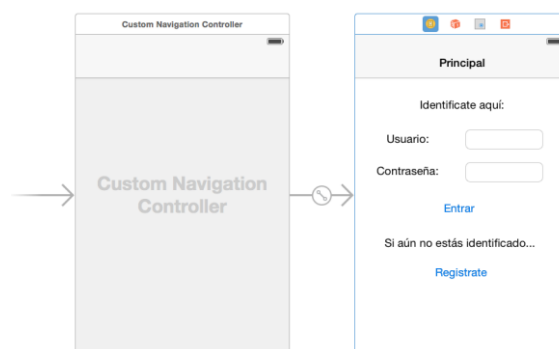 Custom Navigation Controller
Custom Navigation
Controller
Principal
Identificate aquí:
Usuario:
Contraseña:
Entrar
Si aún no estás identificado...
Registrate